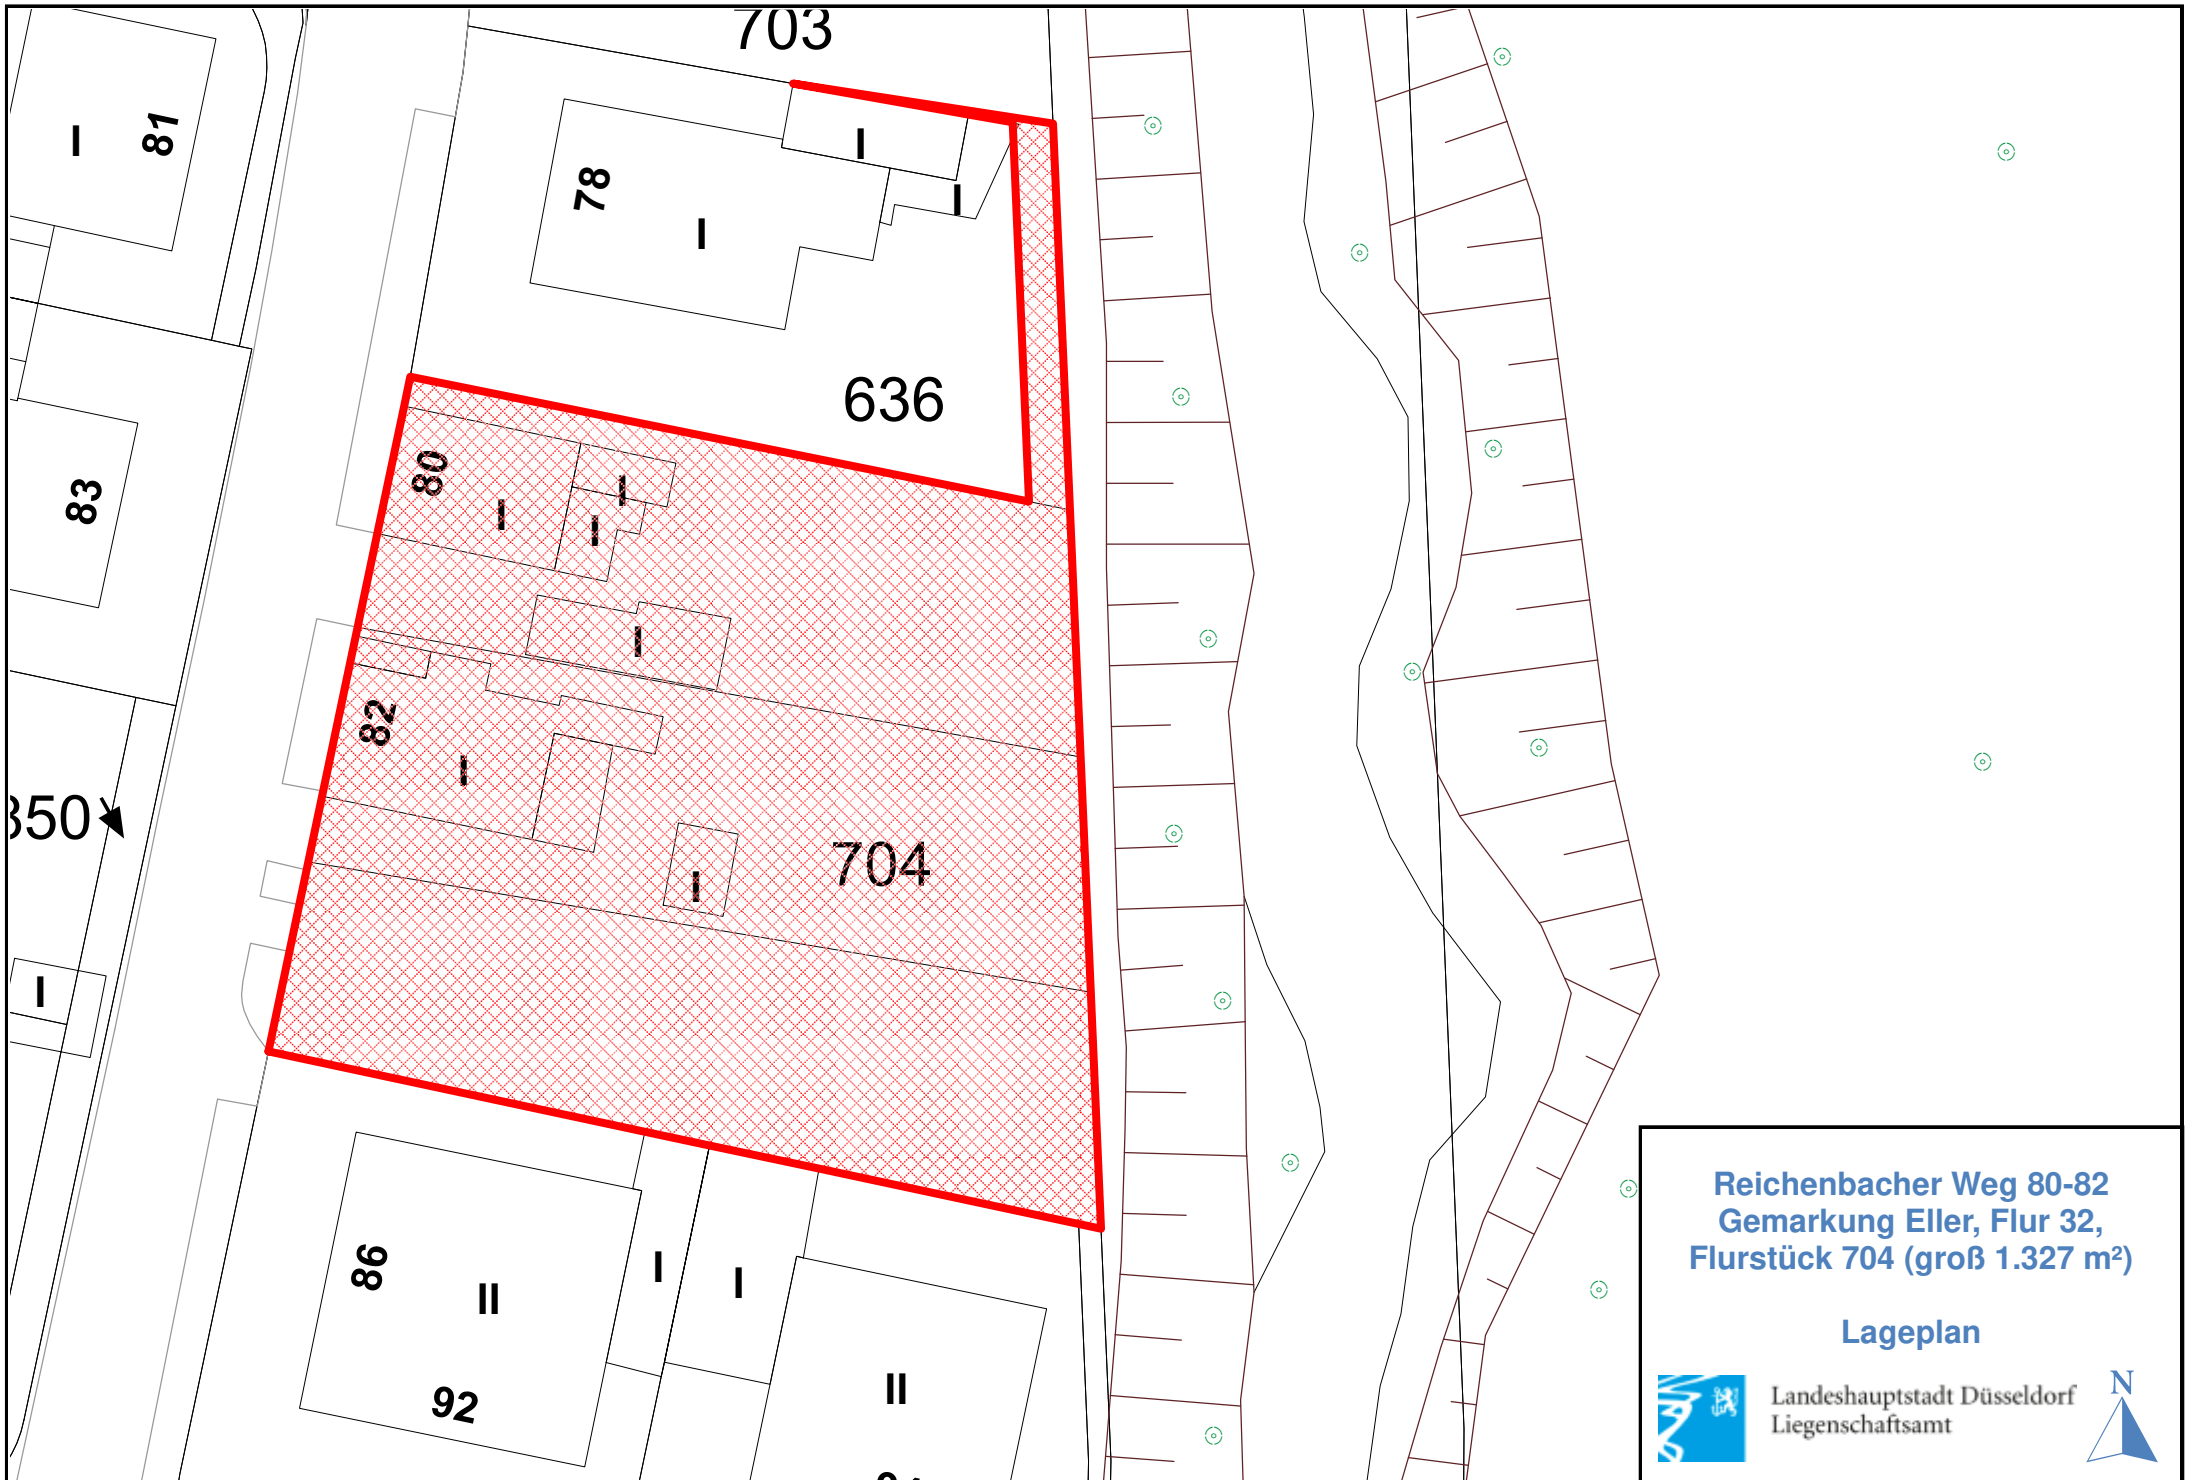 703
81
I
I
78
I
I
636
80
I
I
I
83
I
82
I
350
704
I
I
86
II
I
I
92
II
Reichenbacher Weg 80-82
Gemarkung Eller, Flur 32,
Flurstück 704 (groß 1.327 m²)
Lageplan
Landeshauptstadt Düsseldorf
Liegenschaftsamt
N